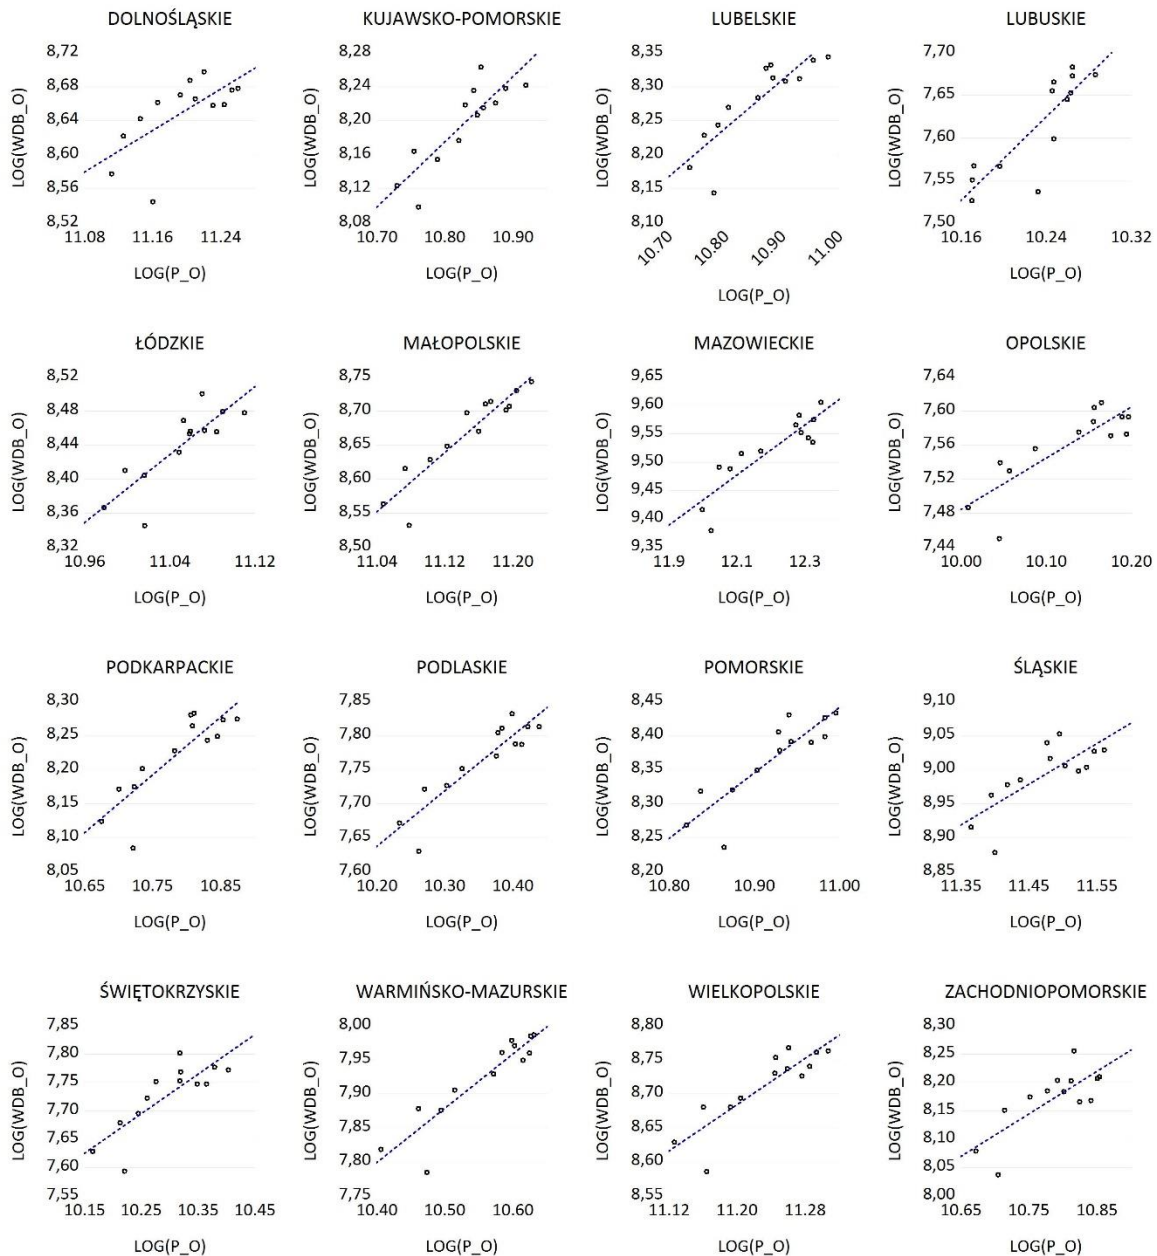 DOLNOŚLĄSKIE
LOG(WDB_O)
8,72
8,68
8,64
8,60
8,56
8,52
11.08 11.16 11.24
LOG(P_O)
KUJAWSKO-POMORSKIE
LOG(WDB_O)
8,28
8,24
8,20
8,16
8,12
8,08
10.70 10.80 10.90
LOG(P_O)
LUBELSKIE
LOG(WDB_O)
8,35
8,30
8,25
8,20
8,15
8,10
10.70 10.80 10.90 11.00
LOG(P_O)
LUBUSKIE
LOG(WDB_O)
7,70
7,65
7,60
7,55
7,50
10.16 10.24 10.32
LOG(P_O)
ŁÓDZKIE
LOG(WDB_O)
8,52
8,48
8,44
8,40
8,36
8,32
10.96 11.04 11.12
LOG(P_O)
MAŁOPOLSKIE
LOG(WDB_O)
8,75
8,70
8,65
8,60
8,55
8,50
11.04 11.12 11.20
LOG(P_O)
MAZOWIECKIE
LOG(WDB_O)
9,65
9,60
9,55
9,50
9,45
9,40
9,35
11.9 12.1 12.3
LOG(P_O)
OPOLSKIE
LOG(WDB_O)
7,64
7,60
7,56
7,52
7,48
7,44
10.00 10.10 10.20
LOG(P_O)
PODKARPACKIE
LOG(WDB_O)
8,30
8,25
8,20
8,15
8,10
8,05
10.65 10.75 10.85
LOG(P_O)
PODLASKIE
LOG(WDB_O)
7,85
7,80
7,75
7,70
7,65
7,60
10.20 10.30 10.40
LOG(P_O)
POMORSKIE
LOG(WDB_O)
8,45
8,40
8,35
8,30
8,25
8,20
10.80 10.90 11.00
LOG(P_O)
ŚLĄSKIE
LOG(WDB_O)
9,10
9,05
9,00
8,95
8,90
8,85
11.35 11.45 11.55
LOG(P_O)
ŚWIĘTOKRZYSKIE
LOG(WDB_O)
7,85
7,80
7,75
7,70
7,65
7,60
7,55
10.15 10.25 10.35 10.45
LOG(P_O)
WARMIŃSKO-MAZURSKIE
LOG(WDB_O)
8,00
7,95
7,90
7,85
7,80
7,75
10.40 10.50 10.60
LOG(P_O)
WIELKOPOLSKIE
LOG(WDB_O)
8,80
8,75
8,70
8,65
8,60
8,55
11.12 11.20 11.28
LOG(P_O)
ZACHODNIOPOMORSKIE
LOG(WDB_O)
8,30
8,25
8,20
8,15
8,10
8,05
8,00
10.65 10.75 10.85
LOG(P_O)